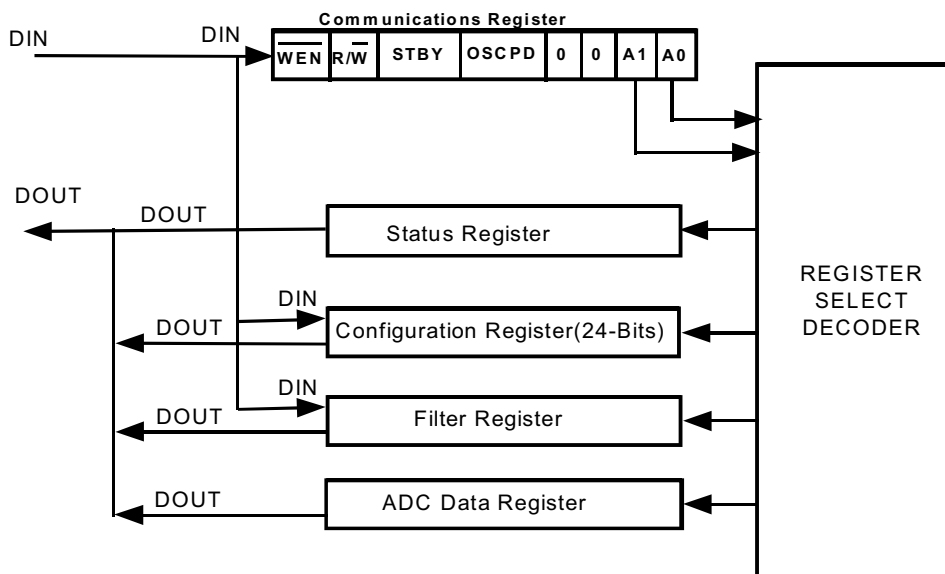 Communications Register
DIN
DIN
WEN R/W STBY OSCPD 0 0 A1 A0
DOUT
DOUT
Status Register
REGISTER
SELECT
DECODER
DIN
DOUT
Configuration Register(24-Bits)
DIN
DOUT
Filter Register
DOUT
ADC Data Register